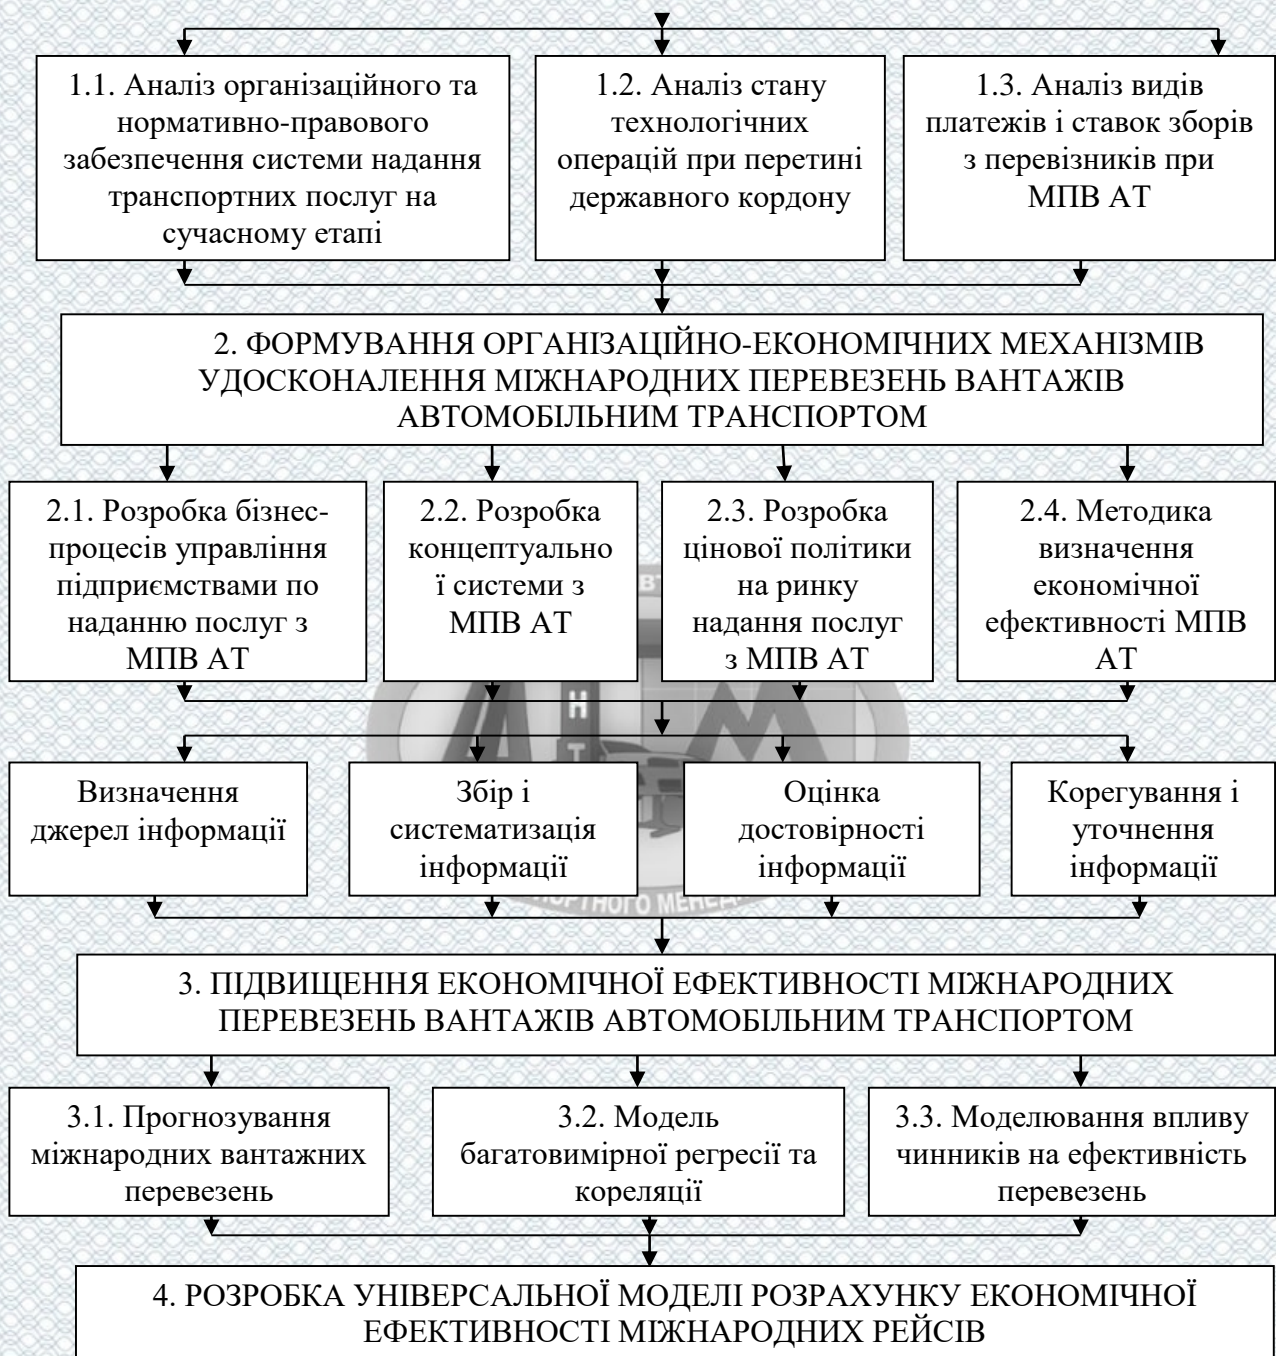 1.1. Аналіз організаційного та
нормативно-правового
забезпечення системи надання
транспортних послуг на
сучасному етапі
1.2. Аналіз стану
технологічних
операцій при перетині
державного кордону
1.3. Аналіз видів
платежів і ставок зборів
з перевізників при
МПВ АТ
2. ФОРМУВАННЯ ОРГАНІЗАЦІЙНО-ЕКОНОМІЧНИХ МЕХАНІЗМІВ
УДОСКОНАЛЕННЯ МІЖНАРОДНИХ ПЕРЕВЕЗЕНЬ ВАНТАЖІВ
АВТОМОБІЛЬНИМ ТРАНСПОРТОМ
2.1. Розробка бізнес-
процесів управління
підприємствами по
наданню послуг з
МПВ АТ
2.2. Розробка
концептуально
ї системи з
МПВ АТ
2.3. Розробка
цінової політики
на ринку
надання послуг
з МПВ АТ
2.4. Методика
визначення
економічної
ефективності МПВ
АТ
Визначення
джерел інформації
Збір і
систематизація
інформації
Оцінка
достовірності
інформації
Корегування і
уточнення
інформації
3. ПІДВИЩЕННЯ ЕКОНОМІЧНОЇ ЕФЕКТИВНОСТІ МІЖНАРОДНИХ
ПЕРЕВЕЗЕНЬ ВАНТАЖІВ АВТОМОБІЛЬНИМ ТРАНСПОРТОМ
3.1. Прогнозування
міжнародних вантажних
перевезень
3.2. Модель
багатовимірної регресії та
кореляції
3.3. Моделювання впливу
чинників на ефективність
перевезень
4. РОЗРОБКА УНІВЕРСАЛЬНОЇ МОДЕЛІ РОЗРАХУНКУ ЕКОНОМІЧНОЇ
ЕФЕКТИВНОСТІ МІЖНАРОДНИХ РЕЙСІВ